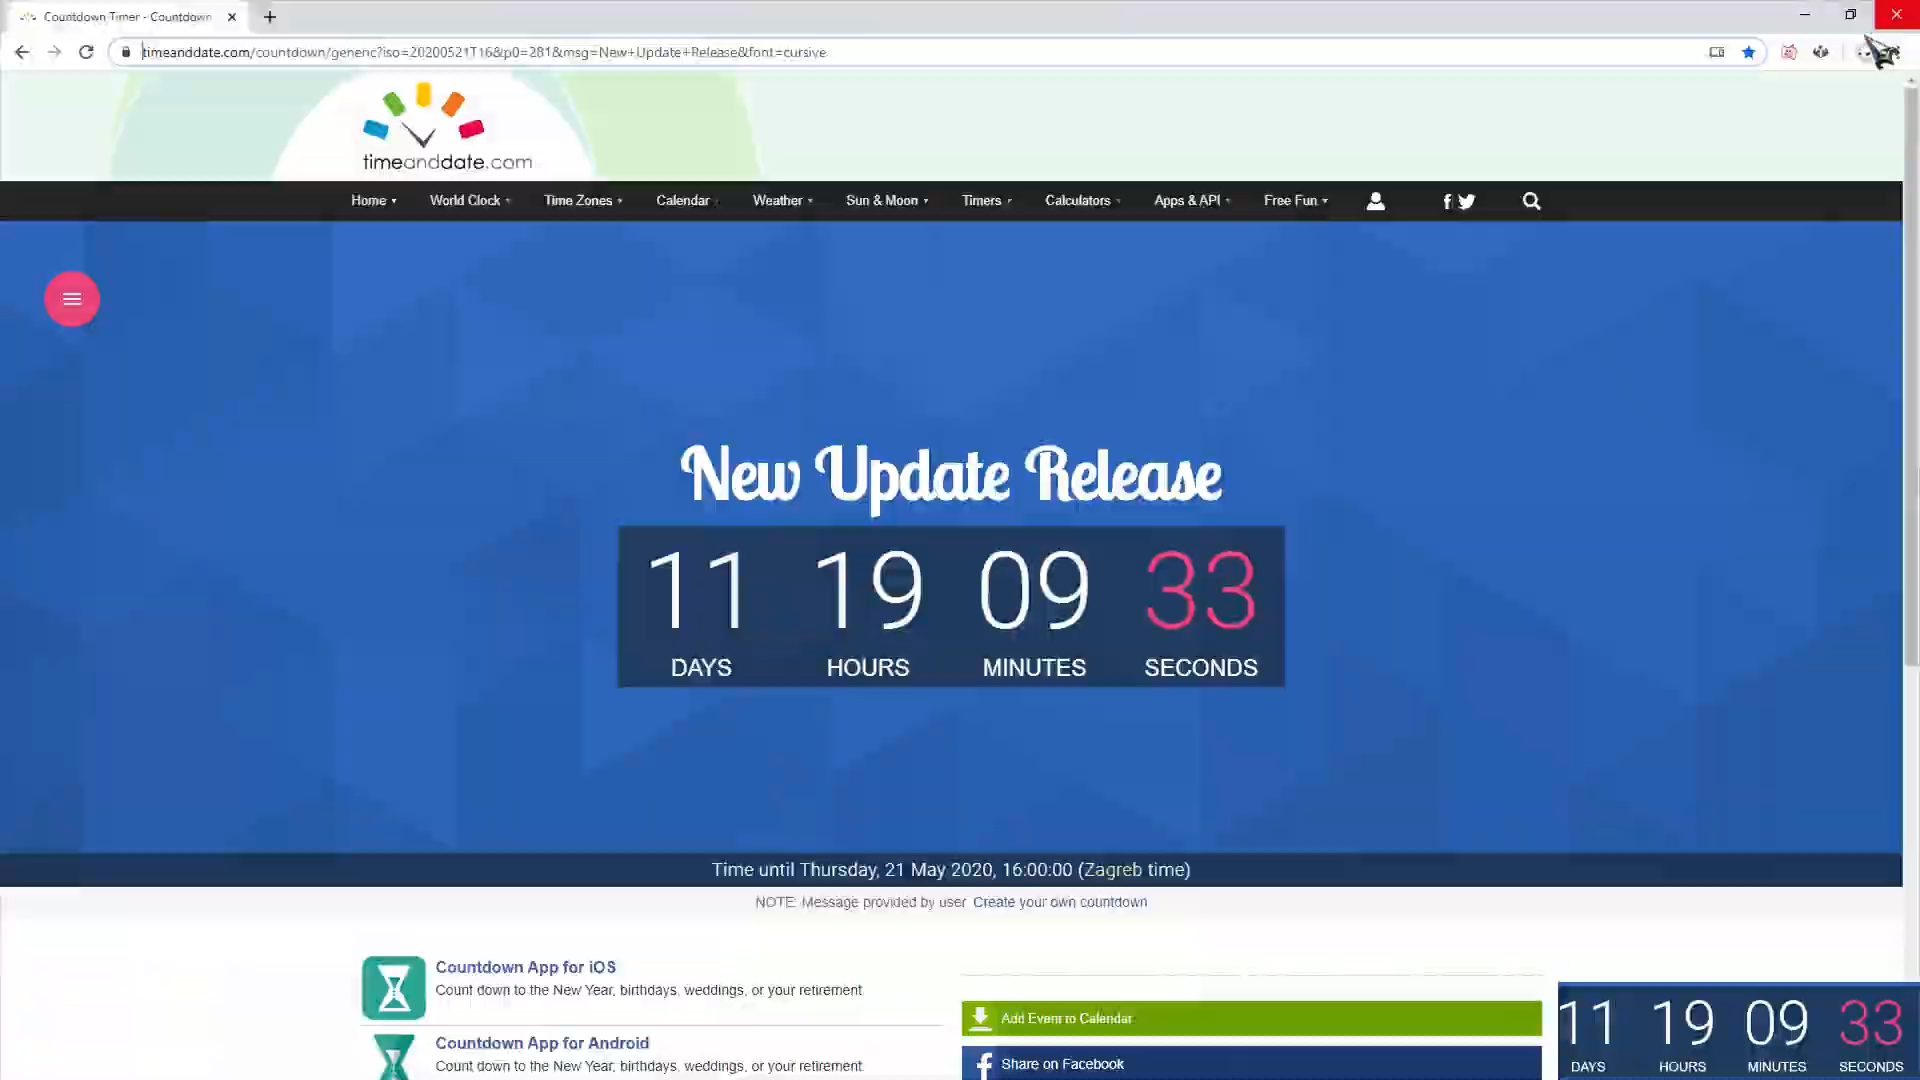 Countdown Timer - Countdown
timeanddate.com/countdown/generic?iso=20200521T16&p0=281&msg=New+Update+Release&font=cursive
timeanddate.com
Home World Clock Time Zones Calendar Weather Sun & Moon Timers Calculators Apps & API Free Fun
New Update Release
11 19 09 33
DAYS HOURS MINUTES SECONDS
Time until Thursday, 21 May 2020, 16:00:00 (Zagreb time)
NOTE: Message provided by user. Create your own countdown
Countdown App for iOS
Count down to the New Year, birthdays, weddings, or your retirement
Countdown App for Android
Count down to the New Year, birthdays, weddings, or your retirement
Add Event to Calendar
Share on Facebook
11 19 09 33
DAYS HOURS MINUTES SECONDS